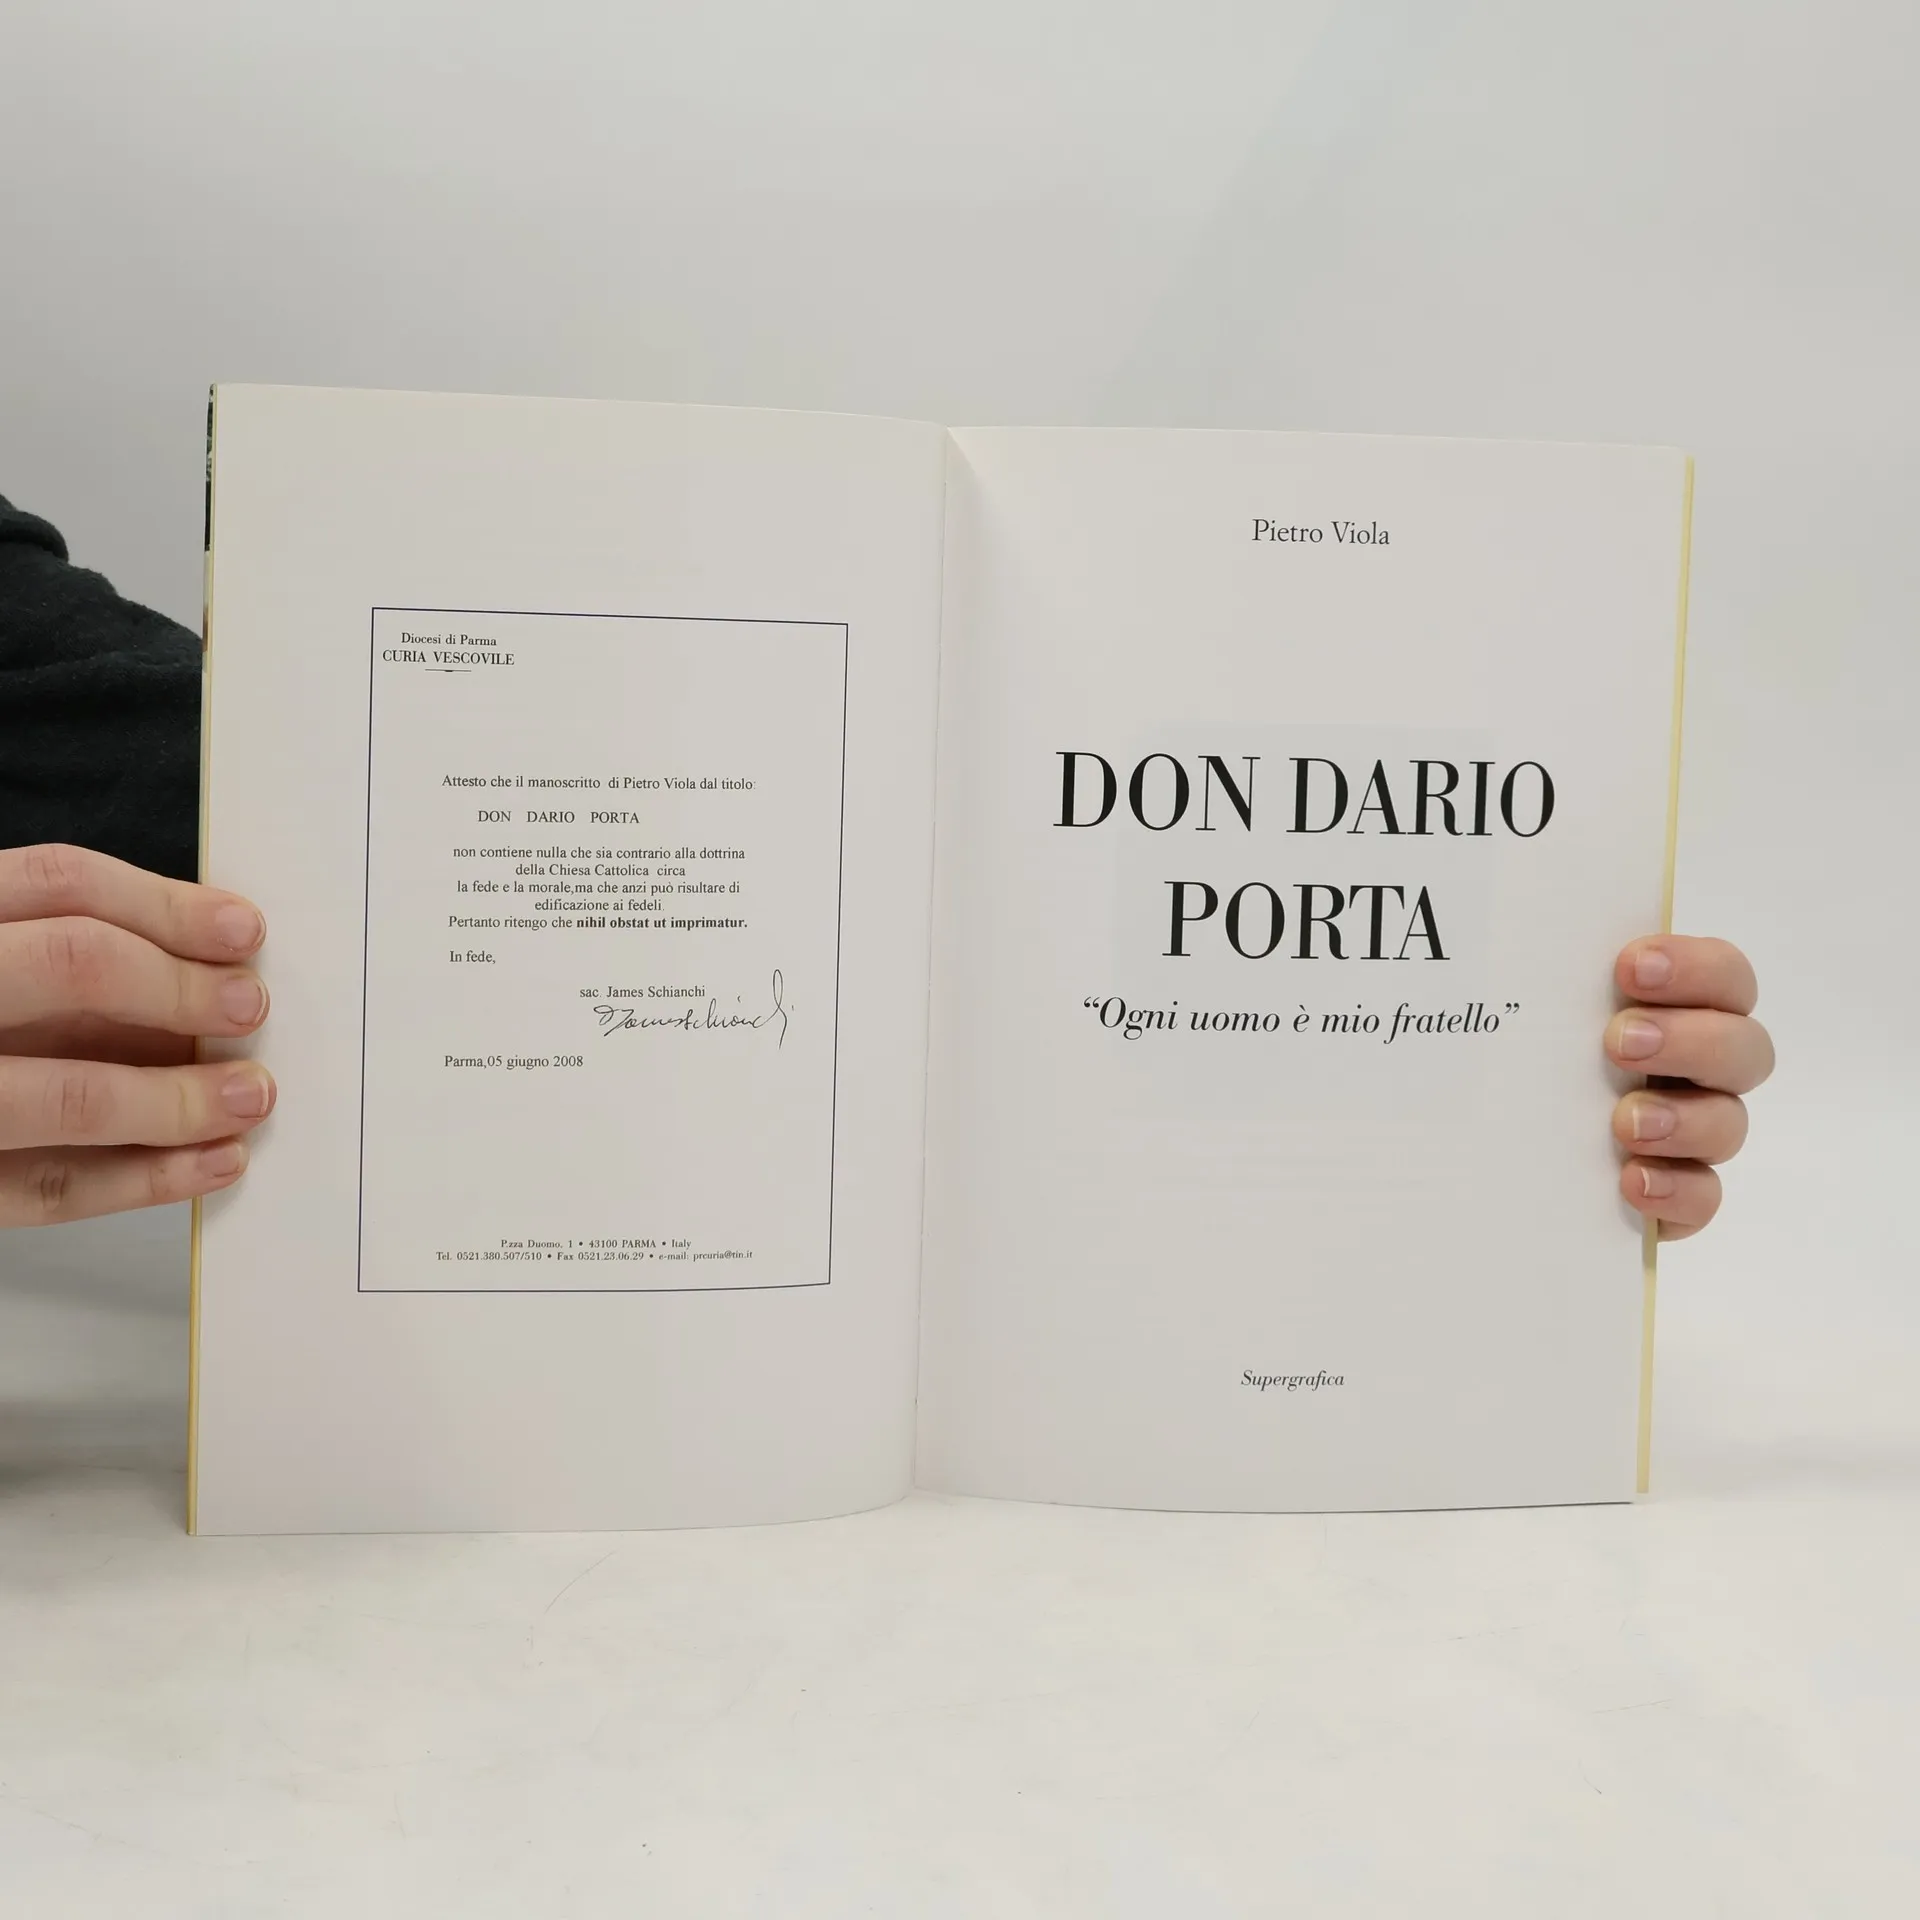 Diocesi di Parma
CURIA VESCOVILE
Attesto che il manoscritto di Pietro Viola dal titolo:
DON DARIO PORTA
non contiene nulla che sia contrario alla dottrina
della Chiesa Cattolica circa
la fede e la morale,ma che anzi può risultare di
edificazione ai fedeli.
Pertanto ritengo che nihil obstat ut imprimatur.
In fede,
sac. James Schianchi
James Schianchi
Parma,05 giugno 2008
P.zza Duomo, 1 • 43100 PARMA • Italy
Tel. 0521.380.507/510 • Fax 0521.23.06.29 • e-mail: prcuria@tin.it
Pietro Viola
DON DARIO
PORTA
“Ogni uomo è mio fratello”
Supergrafica